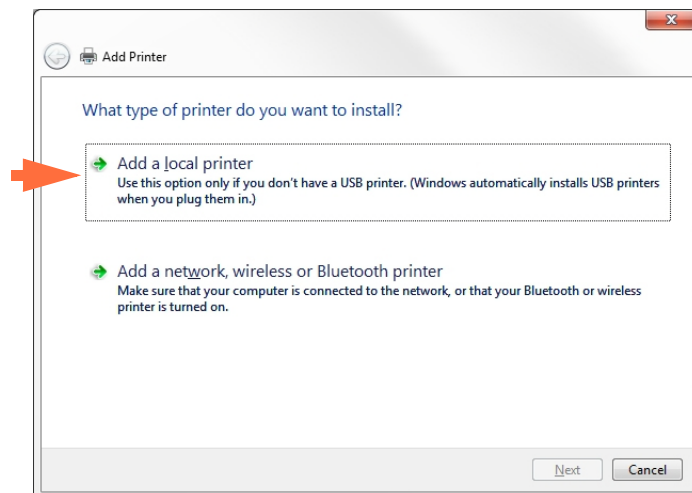 Add Printer
What type of printer do you want to install?
Add a local printer
Use this option only if you don't have a USB printer. (Windows automatically installs USB printers
when you plug them in.)
Add a network, wireless or Bluetooth printer
Make sure that your computer is connected to the network, or that your Bluetooth or wireless
printer is turned on.
Next Cancel